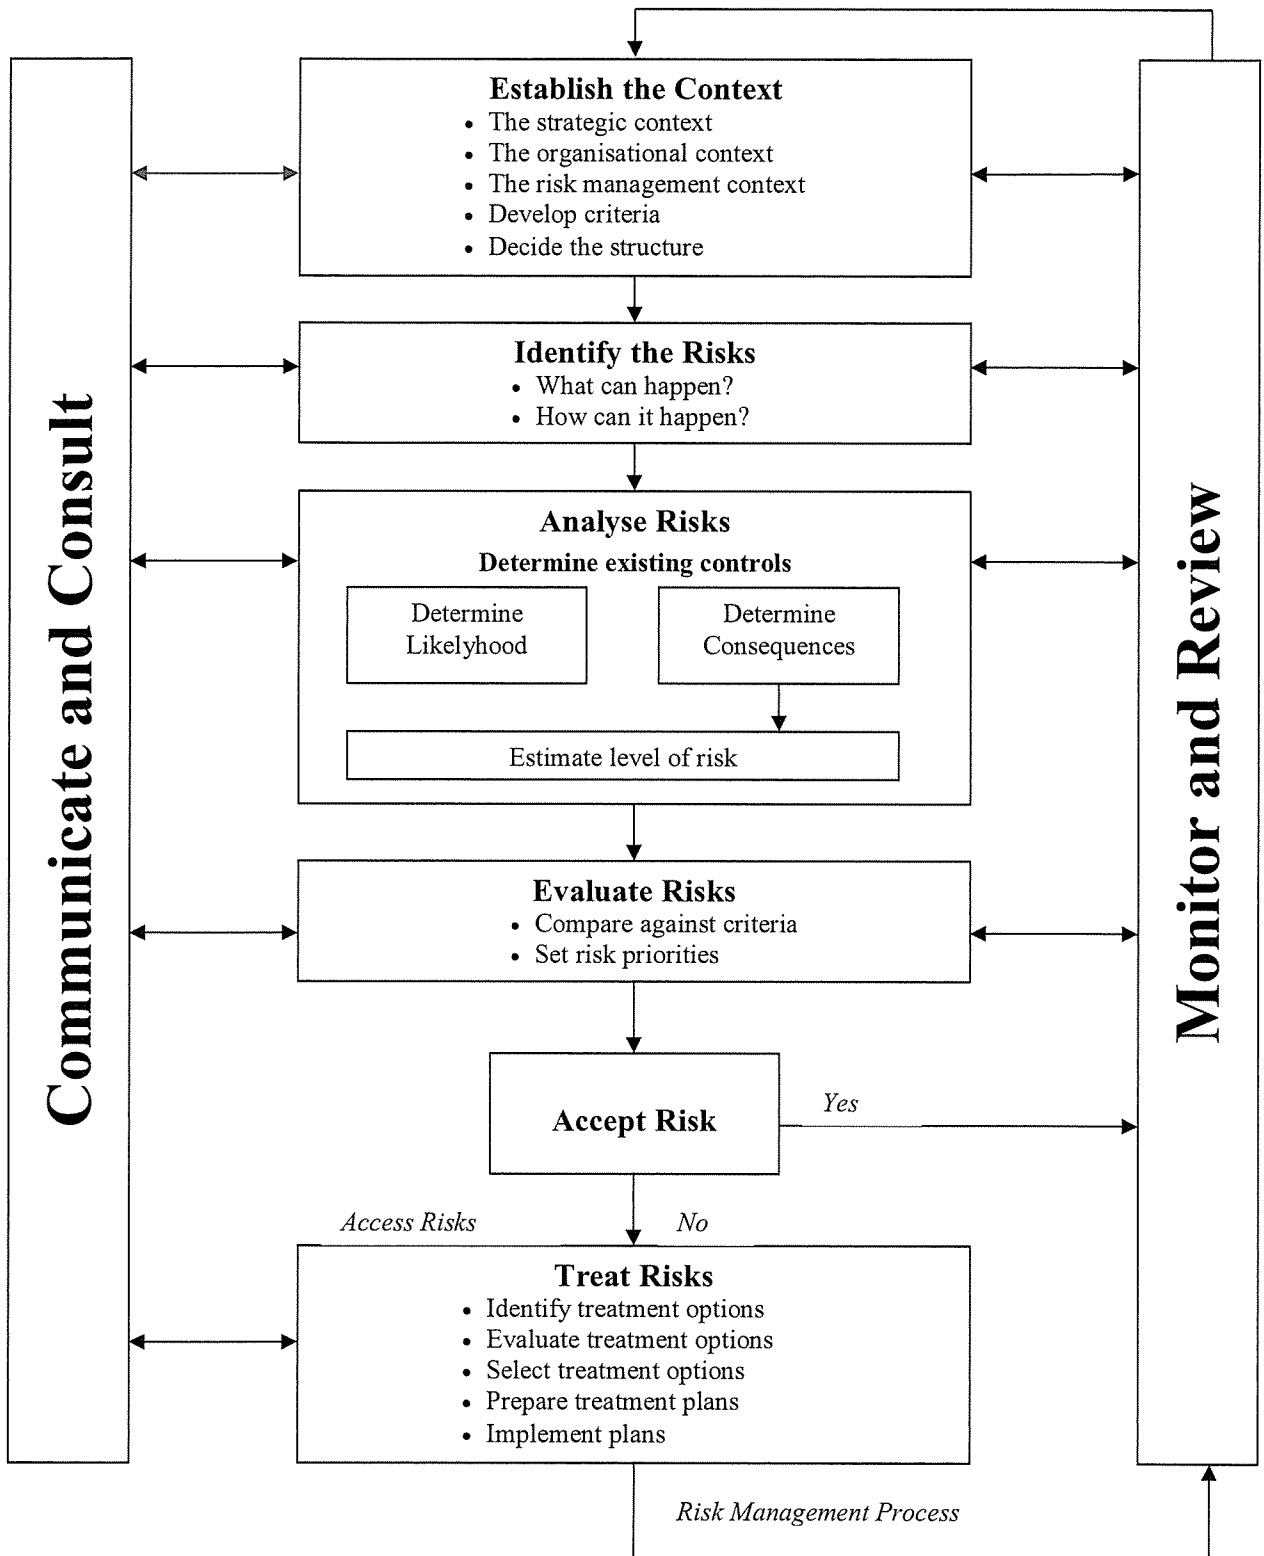 Establish the Context
• The strategic context
• The organisational context
• The risk management context
• Develop criteria
• Decide the structure
Identify the Risks
• What can happen?
• How can it happen?
Analyse Risks
Determine existing controls
Determine
Likelyhood
Determine
Consequences
Estimate level of risk
Evaluate Risks
• Compare against criteria
• Set risk priorities
Accept Risk
Yes
Access Risks
No
Treat Risks
• Identify treatment options
• Evaluate treatment options
• Select treatment options
• Prepare treatment plans
• Implement plans
Risk Management Process
Communicate and Consult
Monitor and Review